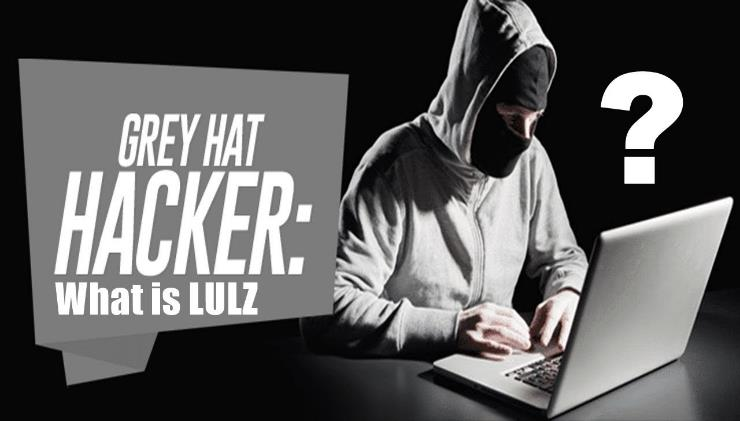 GREY HAT
HACKER:
What is LULZ
?